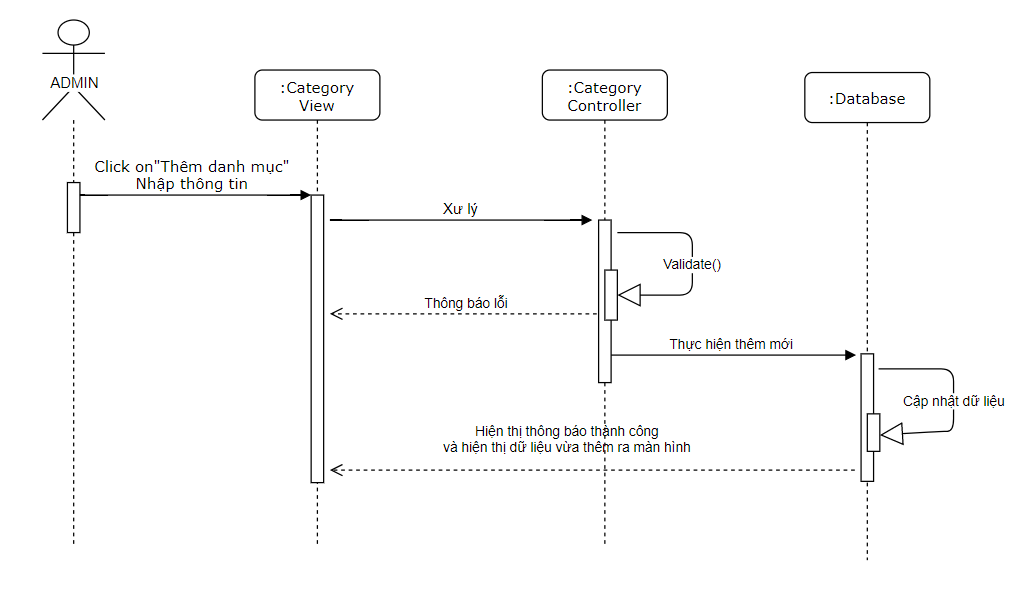 ADMIN
:Category
View
:Category
Controller
:Database
Click on"Thêm danh mục"
Nhập thông tin
Xư lý
Validate()
Thông báo lỗi
Thực hiện thêm mới
Cập nhật dữ liệu
Hiện thị thông báo thành công
và hiện thị dữ liệu vừa thêm ra màn hình